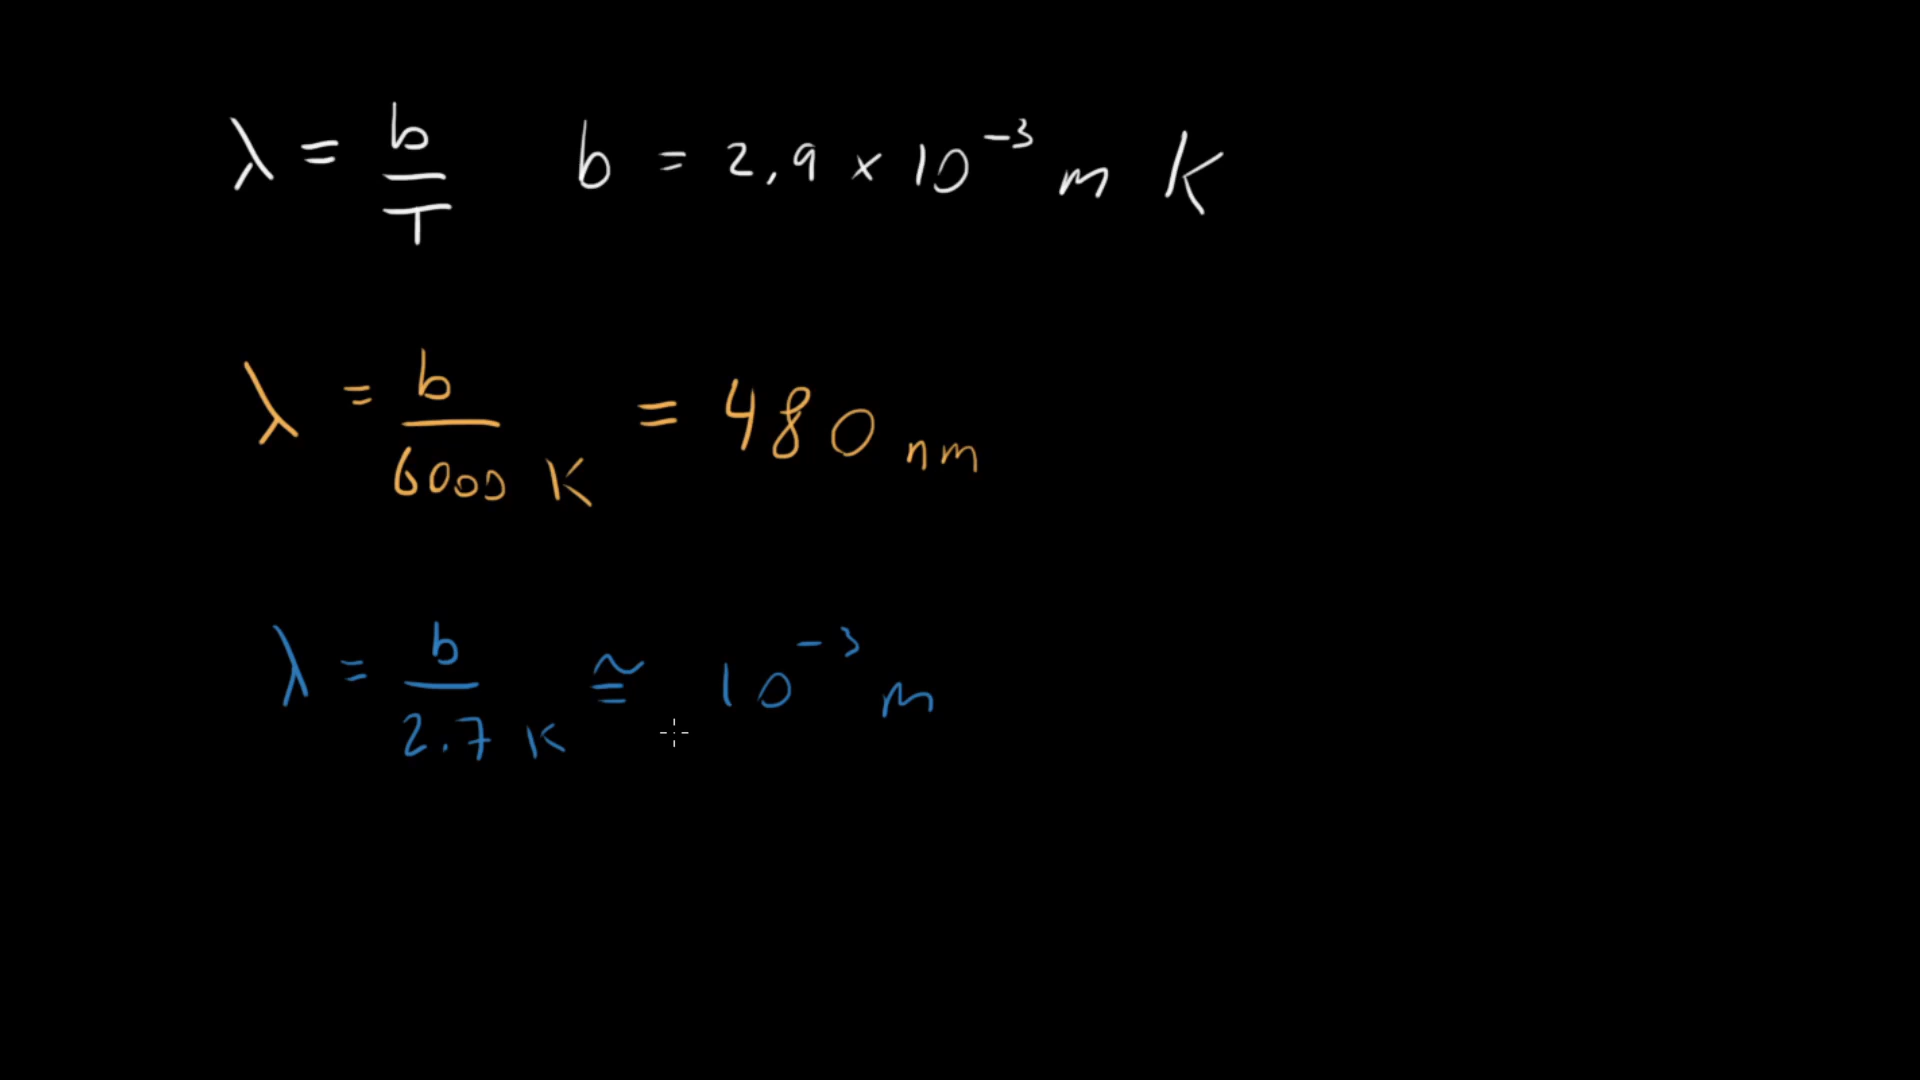 λ = b/T b = 2,9 × 10⁻³ m K
λ = b/6000 K = 480 nm
λ = b/2.7 K ≅ 10⁻³ m